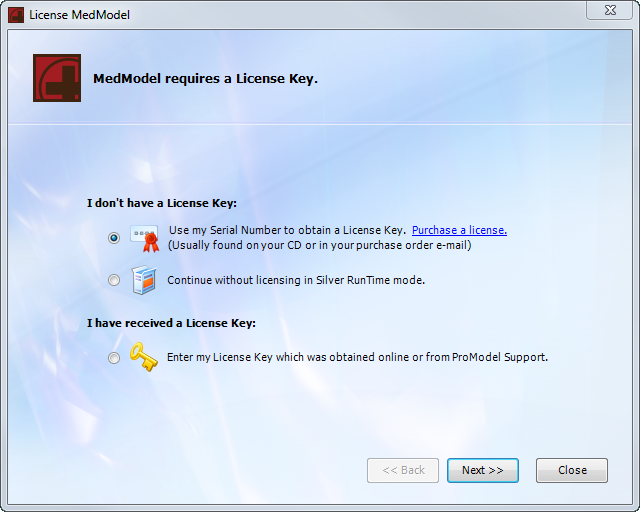 License MedModel
MedModel requires a License Key.
I don't have a License Key:
Use my Serial Number to obtain a License Key. Purchase a license.
(Usually found on your CD or in your purchase order e-mail)
Continue without licensing in Silver RunTime mode.
I have received a License Key:
Enter my License Key which was obtained online or from ProModel Support.
<< Back Next >> Close